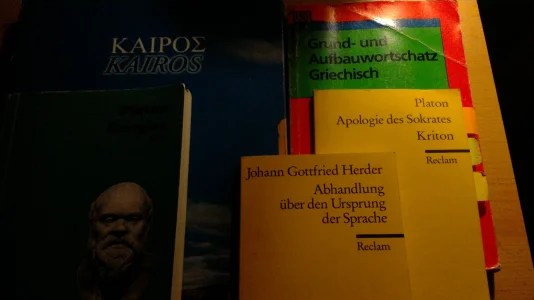 ΚΑΙΡΟΣ
KAIROS
Grund- und
Aufbauwortschatz
Griechisch
Platon
Apologie des Sokrates
Kriton
Reclam
Johann Gottfried Herder
Abhandlung
über den Ursprung
der Sprache
Reclam